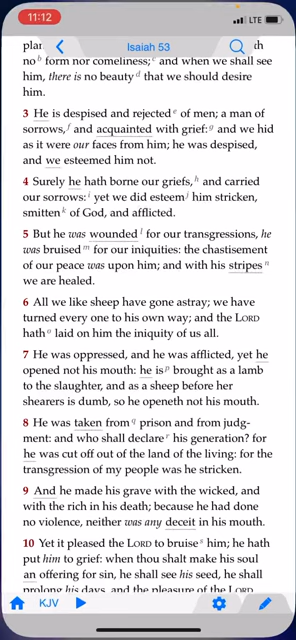 11:12
LTE
Isaiah 53
no b form nor comeliness; c and when we shall see
him, there is no beauty d that we should desire
him.
3 He is despised and rejected e of men; a man of
sorrows, f and acquainted with grief: g and we hid
as it were our faces from him; he was despised,
and we esteemed him not.
4 Surely he hath borne our griefs, h and carried
our sorrows: i yet we did esteem j him stricken,
smitten k of God, and afflicted.
5 But he was wounded l for our transgressions, he
was bruised m for our iniquities: the chastisement
of our peace was upon him; and with his stripes n
we are healed.
6 All we like sheep have gone astray; we have
turned every one to his own way; and the LORD
hath o laid on him the iniquity of us all.
7 He was oppressed, and he was afflicted, yet he
opened not his mouth: he is p brought as a lamb
to the slaughter, and as a sheep before her
shearers is dumb, so he openeth not his mouth.
8 He was taken from q prison and from judg-
ment: and who shall declare r his generation? for
he was cut off out of the land of the living: for the
transgression of my people was he stricken.
9 And he made his grave with the wicked, and
with the rich in his death; because he had done
no violence, neither was any deceit in his mouth.
10 Yet it pleased the LORD to bruise s him; he hath
put him to grief: when thou shalt make his soul
an offering for sin, he shall see his seed, he shall
prolong his days, and the pleasure of the LORD
KJV